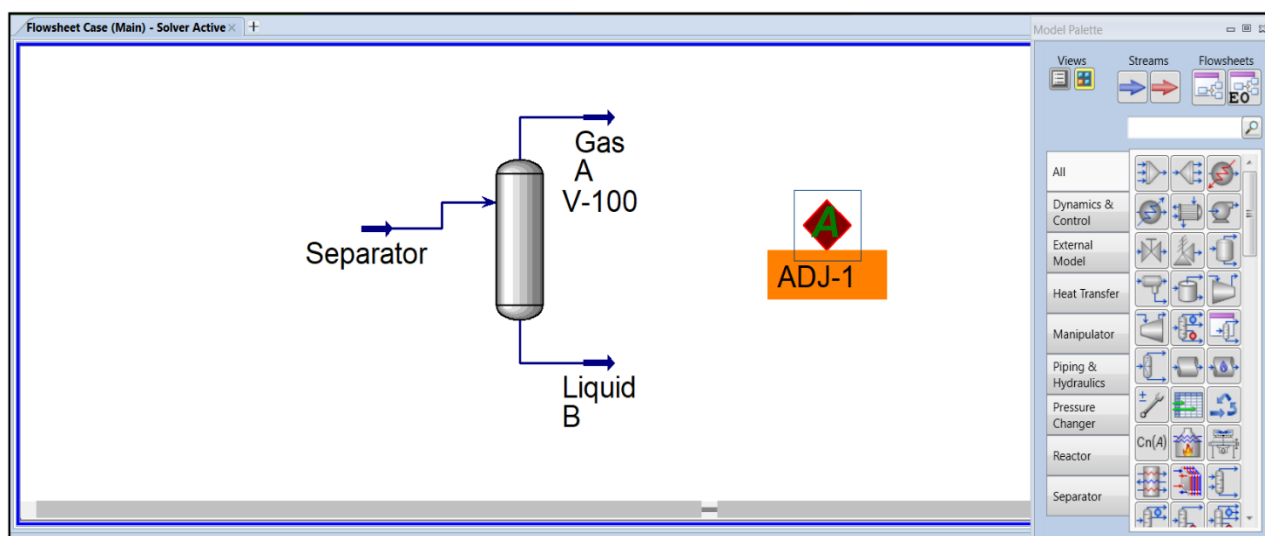 Flowsheet Case (Main) - Solver Active
Gas
A
V-100
Separator
ADJ-1
Liquid
B
Model Palette
Views
Streams
Flowsheets
EO
All
Dynamics &
Control
External
Model
Heat Transfer
Manipulator
Piping &
Hydraulics
Pressure
Changer
Reactor
Separator
A
Cn(A)